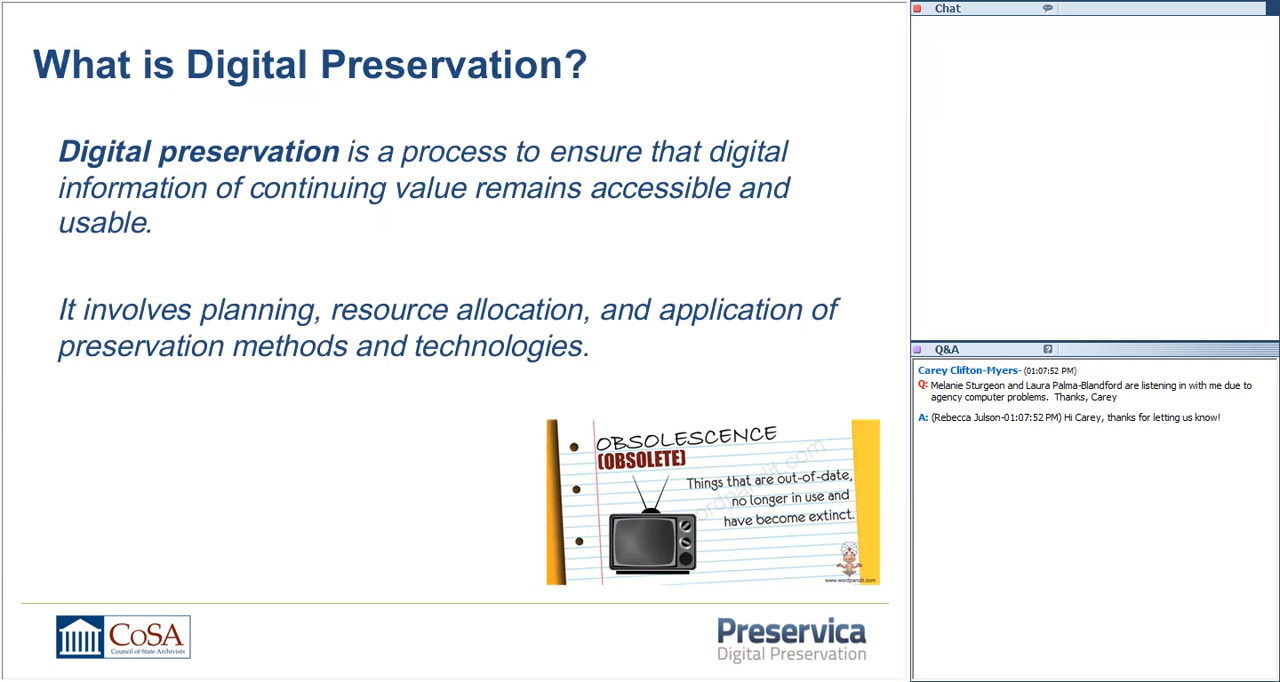 What is Digital Preservation?
Digital preservation is a process to ensure that digital
information of continuing value remains accessible and
usable.
It involves planning, resource allocation, and application of
preservation methods and technologies.
OBSOLESCENCE
(OBSOLETE)
Things that are out-of-date,
no longer in use and
have become extinct.
wordpandit.com
www.wordpandit.com
CoSA
Council of State Archivists
Preservica
Digital Preservation
Chat
Q&A
Carey Clifton-Myers- (01:07:52 PM)
Q: Melanie Sturgeon and Laura Palma-Blandford are listening in with me due to
agency computer problems. Thanks, Carey
A: (Rebecca Julson-01:07:52 PM) Hi Carey, thanks for letting us know!